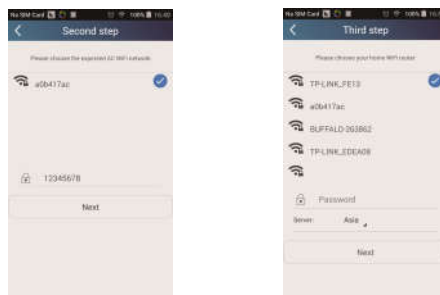 No SIM Card 100% 16:40
Second step
Please choose the expected AC WiFi network
a0b417ac
12345678
Next
No SIM Card 100%
Third step
Please choose your home WiFi router
TP-LINK_FE13
a0b417ac
BUFFALO-263862
TP-LINK_EDEA08
Password
Server: Asia
Next